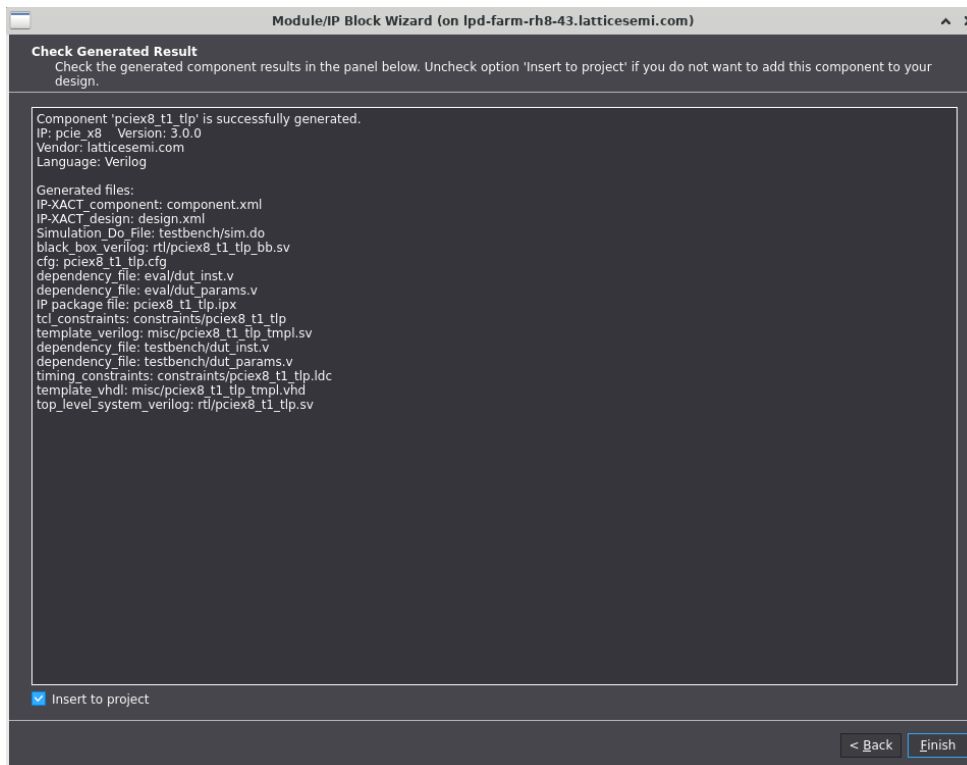 Module/IP Block Wizard (on lpd-farm-rh8-43.latticesemi.com)
Check Generated Result
Check the generated component results in the panel below. Uncheck option 'Insert to project' if you do not want to add this component to your
design.
Component 'pciex8_t1_tlp' is successfully generated.
IP: pcie_x8    Version: 3.0.0
Vendor: latticesemi.com
Language: Verilog
Generated files:
IP-XACT_component: component.xml
IP-XACT_design: design.xml
Simulation_Do_File: testbench/sim.do
black_box_verilog: rtl/pciex8_t1_tlp_bb.sv
cfg: pciex8_t1_tlp.cfg
dependency_file: eval/dut_inst.v
dependency_file: eval/dut_params.v
IP package file: pciex8_t1_tlp.ipx
tcl_constraints: constraints/pciex8_t1_tlp
template_verilog: misc/pciex8_t1_tlp_tmpl.sv
dependency_file: testbench/dut_inst.v
dependency_file: testbench/dut_params.v
timing_constraints: constraints/pciex8_t1_tlp.ldc
template_vhdl: misc/pciex8_t1_tlp_tmpl.vhd
top_level_system_verilog: rtl/pciex8_t1_tlp.sv
Insert to project
< Back Finish